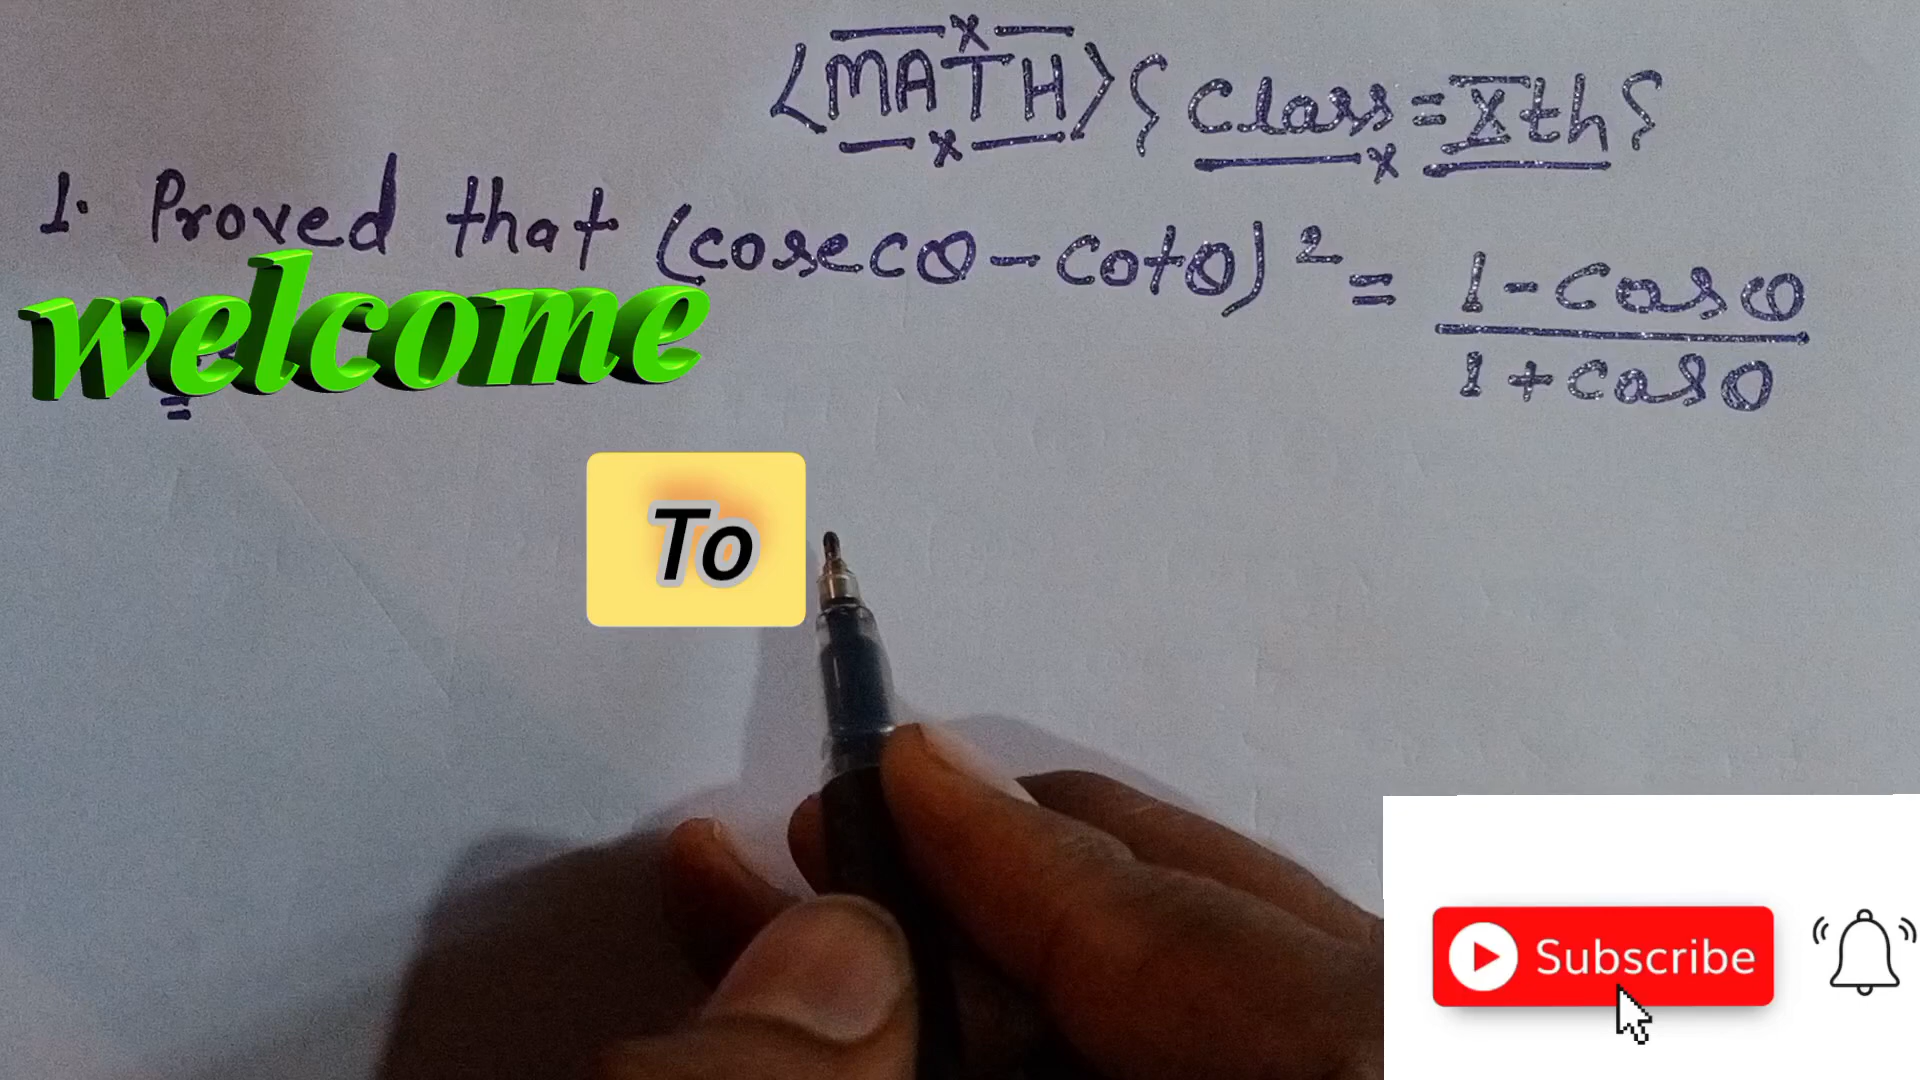 <MATH> { Class = Xth }
1. Proved that (cosecθ - cotθ)² = 1 - cosθ
1 + cosθ
welcome
To
Subscribe